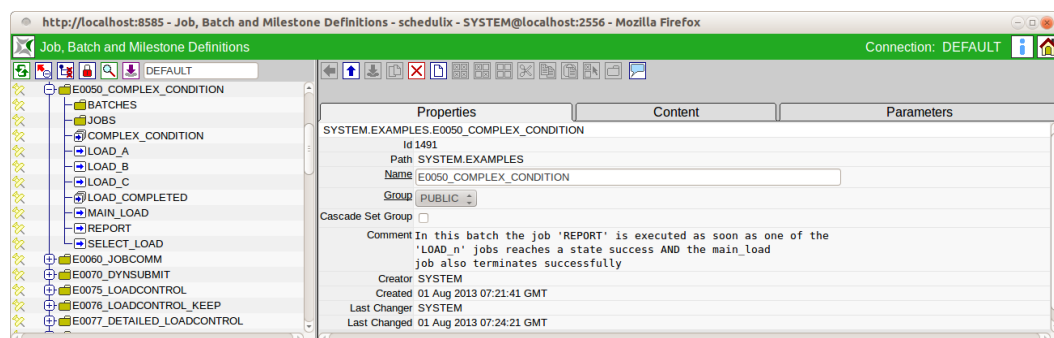 http://localhost:8585 - Job, Batch and Milestone Definitions - schedulix - SYSTEM@localhost:2556 - Mozilla Firefox
Job, Batch and Milestone Definitions
Connection: DEFAULT
DEFAULT
E0050_COMPLEX_CONDITION
BATCHES
JOBS
COMPLEX_CONDITION
LOAD_A
LOAD_B
LOAD_C
LOAD_COMPLETED
MAIN_LOAD
REPORT
SELECT_LOAD
E0060_JOBCOMM
E0070_DYNSUBMIT
E0075_LOADCONTROL
E0076_LOADCONTROL_KEEP
E0077_DETAILED_LOADCONTROL
Properties
Content
Parameters
SYSTEM.EXAMPLES.E0050_COMPLEX_CONDITION
Id 1491
Path SYSTEM.EXAMPLES
Name E0050_COMPLEX_CONDITION
Group PUBLIC
Cascade Set Group
Comment In this batch the job 'REPORT' is executed as soon as one of the
'LOAD_n' jobs reaches a state success AND the main_load
job also terminates successfully
Creator SYSTEM
Created 01 Aug 2013 07:21:41 GMT
Last Changer SYSTEM
Last Changed 01 Aug 2013 07:24:21 GMT